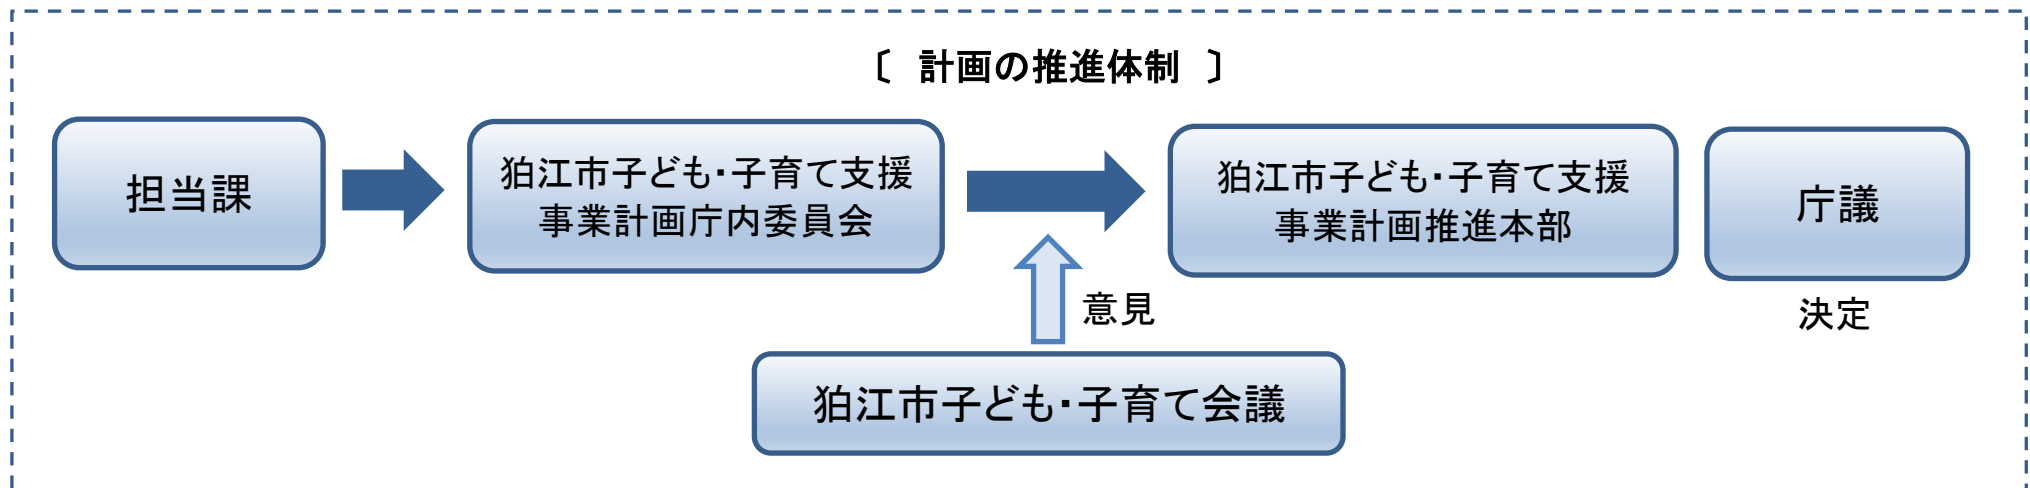 〔 計画の推進体制 〕
担当課
狛江市子ども・子育て支援
事業計画庁内委員会
狛江市子ども・子育て支援
事業計画推進本部
庁議
意見
決定
狛江市子ども・子育て会議